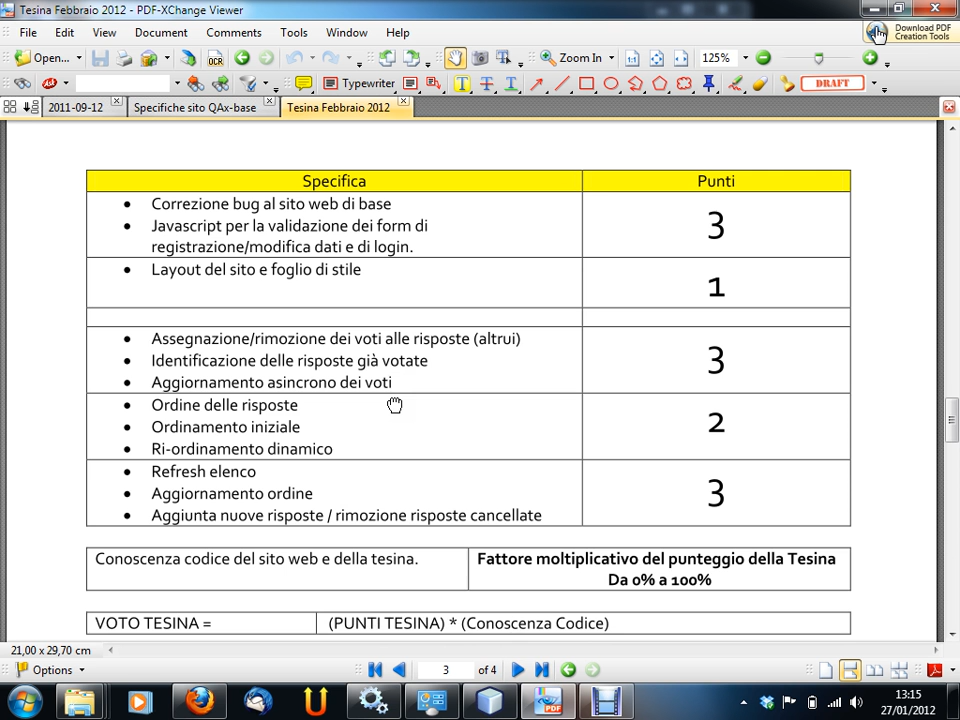 Tesina Febbraio 2012 - PDF-XChange Viewer
File Edit View Document Comments Tools Window Help
Download PDF
Creation Tools
Open... OCR Zoom In 125%
Typewriter T T T DRAFT
2011-09-12 Specifiche sito QAx-base Tesina Febbraio 2012
Specifica Punti
• Correzione bug al sito web di base
• Javascript per la validazione dei form di
registrazione/modifica dati e di login.
3
• Layout del sito e foglio di stile
1
• Assegnazione/rimozione dei voti alle risposte (altrui)
• Identificazione delle risposte già votate
• Aggiornamento asincrono dei voti
3
• Ordine delle risposte
• Ordinamento iniziale
• Ri-ordinamento dinamico
2
• Refresh elenco
• Aggiornamento ordine
• Aggiunta nuove risposte / rimozione risposte cancellate
3
Conoscenza codice del sito web e della tesina. Fattore moltiplicativo del punteggio della Tesina
Da 0% a 100%
VOTO TESINA = (PUNTI TESINA) * (Conoscenza Codice)
21,00 x 29,70 cm
Options 3 of 4
PDF
13:15
27/01/2012